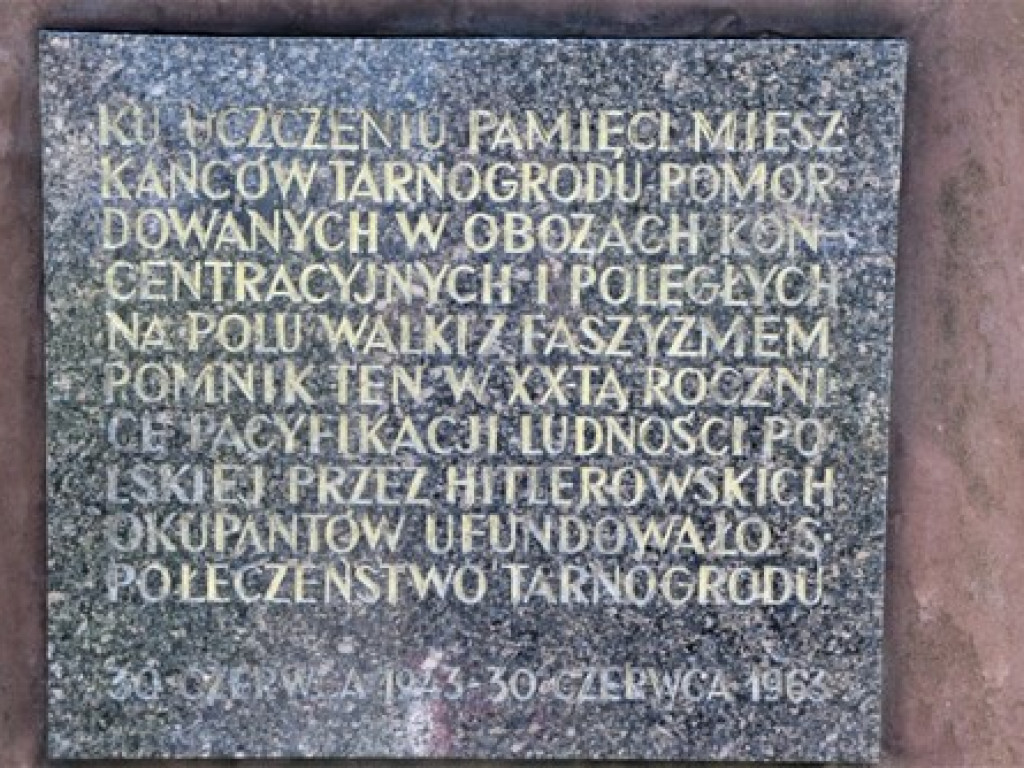 KU UCZCZENIU PAMIĘCI MIESZ
KAŃCÓW TARNOGRODU POMOR
DOWANYCH W OBOZACH KON-
CENTRACYJNYCH I POLEGŁYCH
NA POLU WALKI Z FASZYZMEM
POMNIK TEN W XX-TĄ ROCZNI
CĘ PACYFIKACJI LUDNOŚCI PO
LSKIEJ PRZEZ HITLEROWSKICH
OKUPANTÓW UFUNDOWAŁO S-
POŁECZEŃSTWO TARNOGRODU
30 CZERWCA 1943-30 CZERWCA 1963